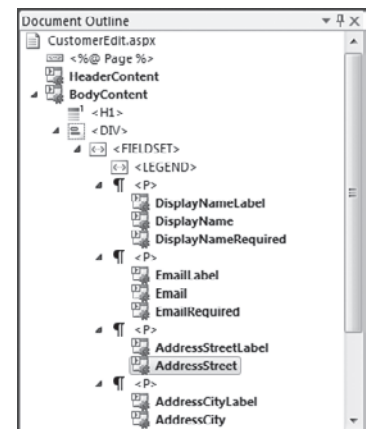 Document Outline
CustomerEdit.aspx
<%@ Page %>
HeaderContent
BodyContent
<H1>
<DIV>
<FIELDSET>
<LEGEND>
<P>
DisplayNameLabel
DisplayName
DisplayNameRequired
<P>
EmailLabel
Email
EmailRequired
<P>
AddressStreetLabel
AddressStreet
<P>
AddressCityLabel
AddressCity